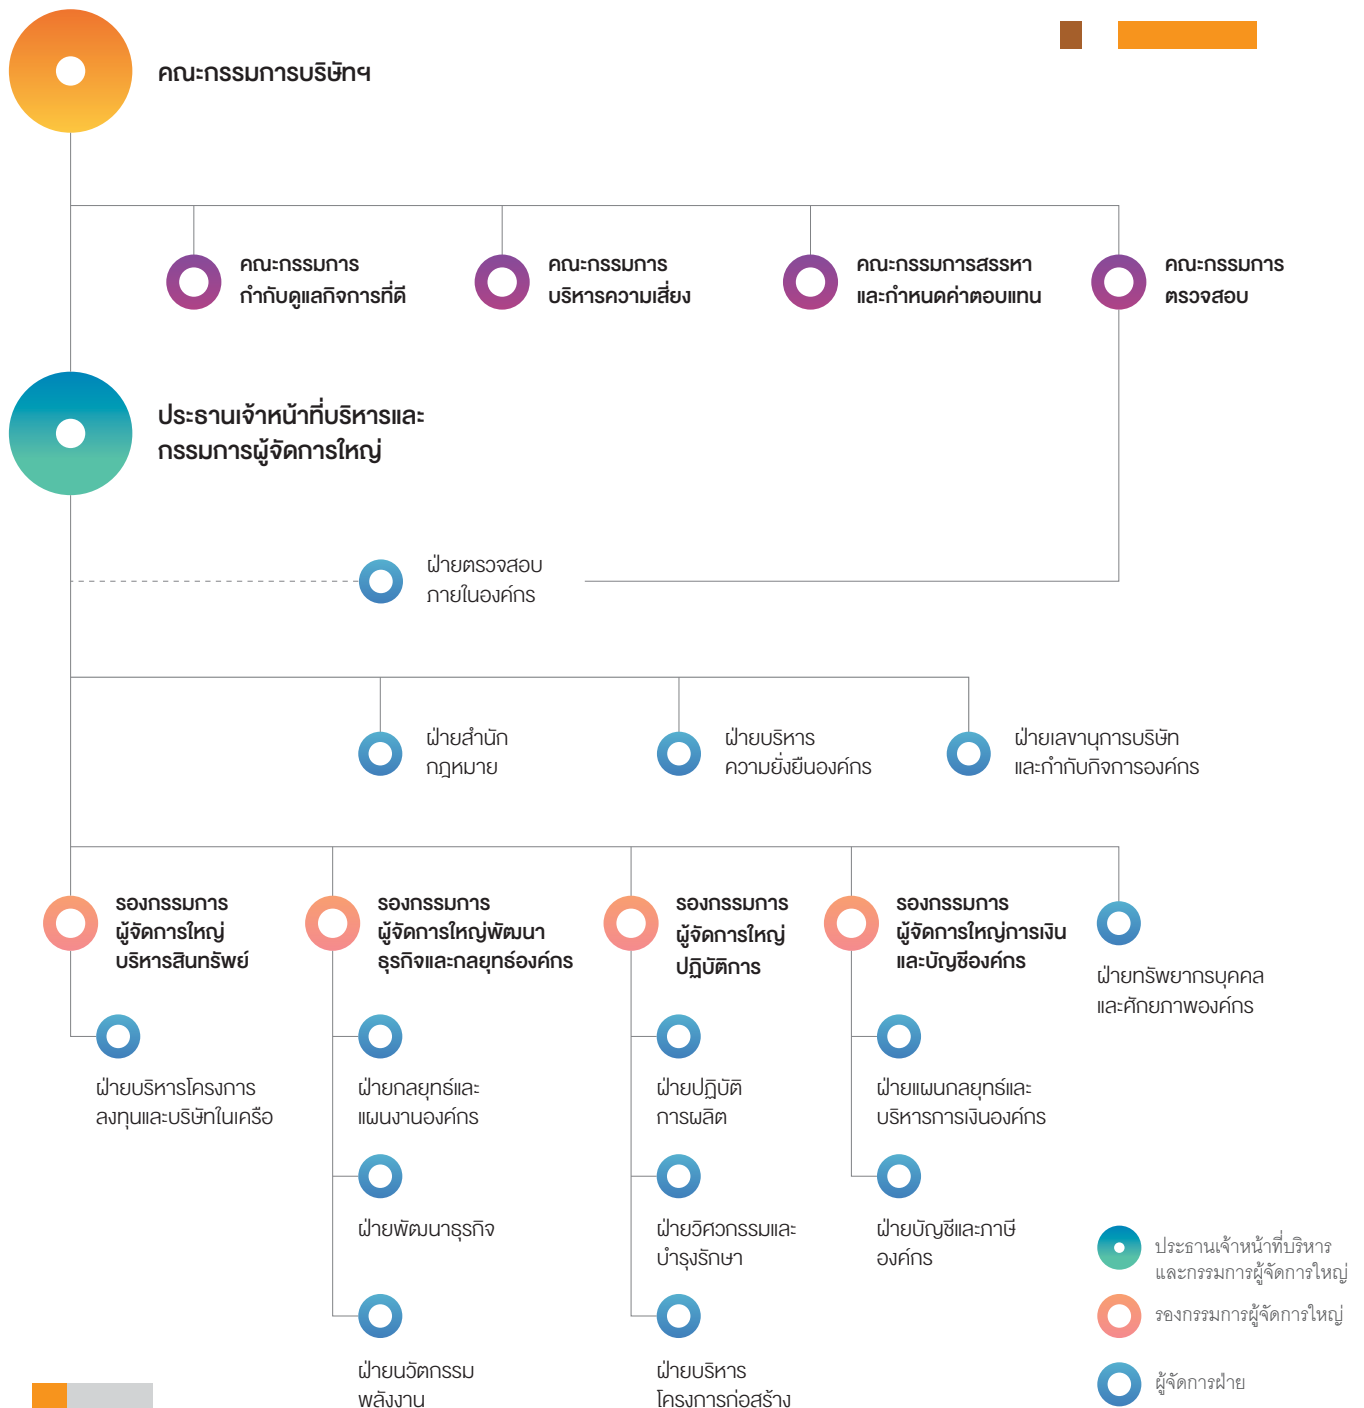 คณะกรรมการบริษัทฯ
คณะกรรมการ
กำกับดูแลกิจการที่ดี
คณะกรรมการ
บริหารความเสี่ยง
คณะกรรมการสรรหา
และกำหนดค่าตอบแทน
คณะกรรมการ
ตรวจสอบ
ประธานเจ้าหน้าที่บริหารและ
กรรมการผู้จัดการใหญ่
ฝ่ายตรวจสอบ
ภายในองค์กร
ฝ่ายสำนัก
กฎหมาย
ฝ่ายบริหาร
ความยั่งยืนองค์กร
ฝ่ายเลขานุการบริษัท
และกำกับกิจการองค์กร
รองกรรมการ
ผู้จัดการใหญ่
บริหารสินทรัพย์
รองกรรมการ
ผู้จัดการใหญ่พัฒนา
ธุรกิจและกลยุทธ์องค์กร
รองกรรมการ
ผู้จัดการใหญ่
ปฏิบัติการ
รองกรรมการ
ผู้จัดการใหญ่การเงิน
และบัญชีองค์กร
ฝ่ายทรัพยากรบุคคล
และศักยภาพองค์กร
ฝ่ายบริหารโครงการ
ลงทุนและบริษัทในเครือ
ฝ่ายกลยุทธ์และ
แผนงานองค์กร
ฝ่ายปฏิบัติ
การผลิต
ฝ่ายแผนกลยุทธ์และ
บริหารการเงินองค์กร
ฝ่ายพัฒนาธุรกิจ
ฝ่ายวิศวกรรมและ
บำรุงรักษา
ฝ่ายบัญชีและภาษี
องค์กร
ฝ่ายนวัตกรรม
พลังงาน
ฝ่ายบริหาร
โครงการก่อสร้าง
ประธานเจ้าหน้าที่บริหาร
และกรรมการผู้จัดการใหญ่
รองกรรมการผู้จัดการใหญ่
ผู้จัดการฝ่าย